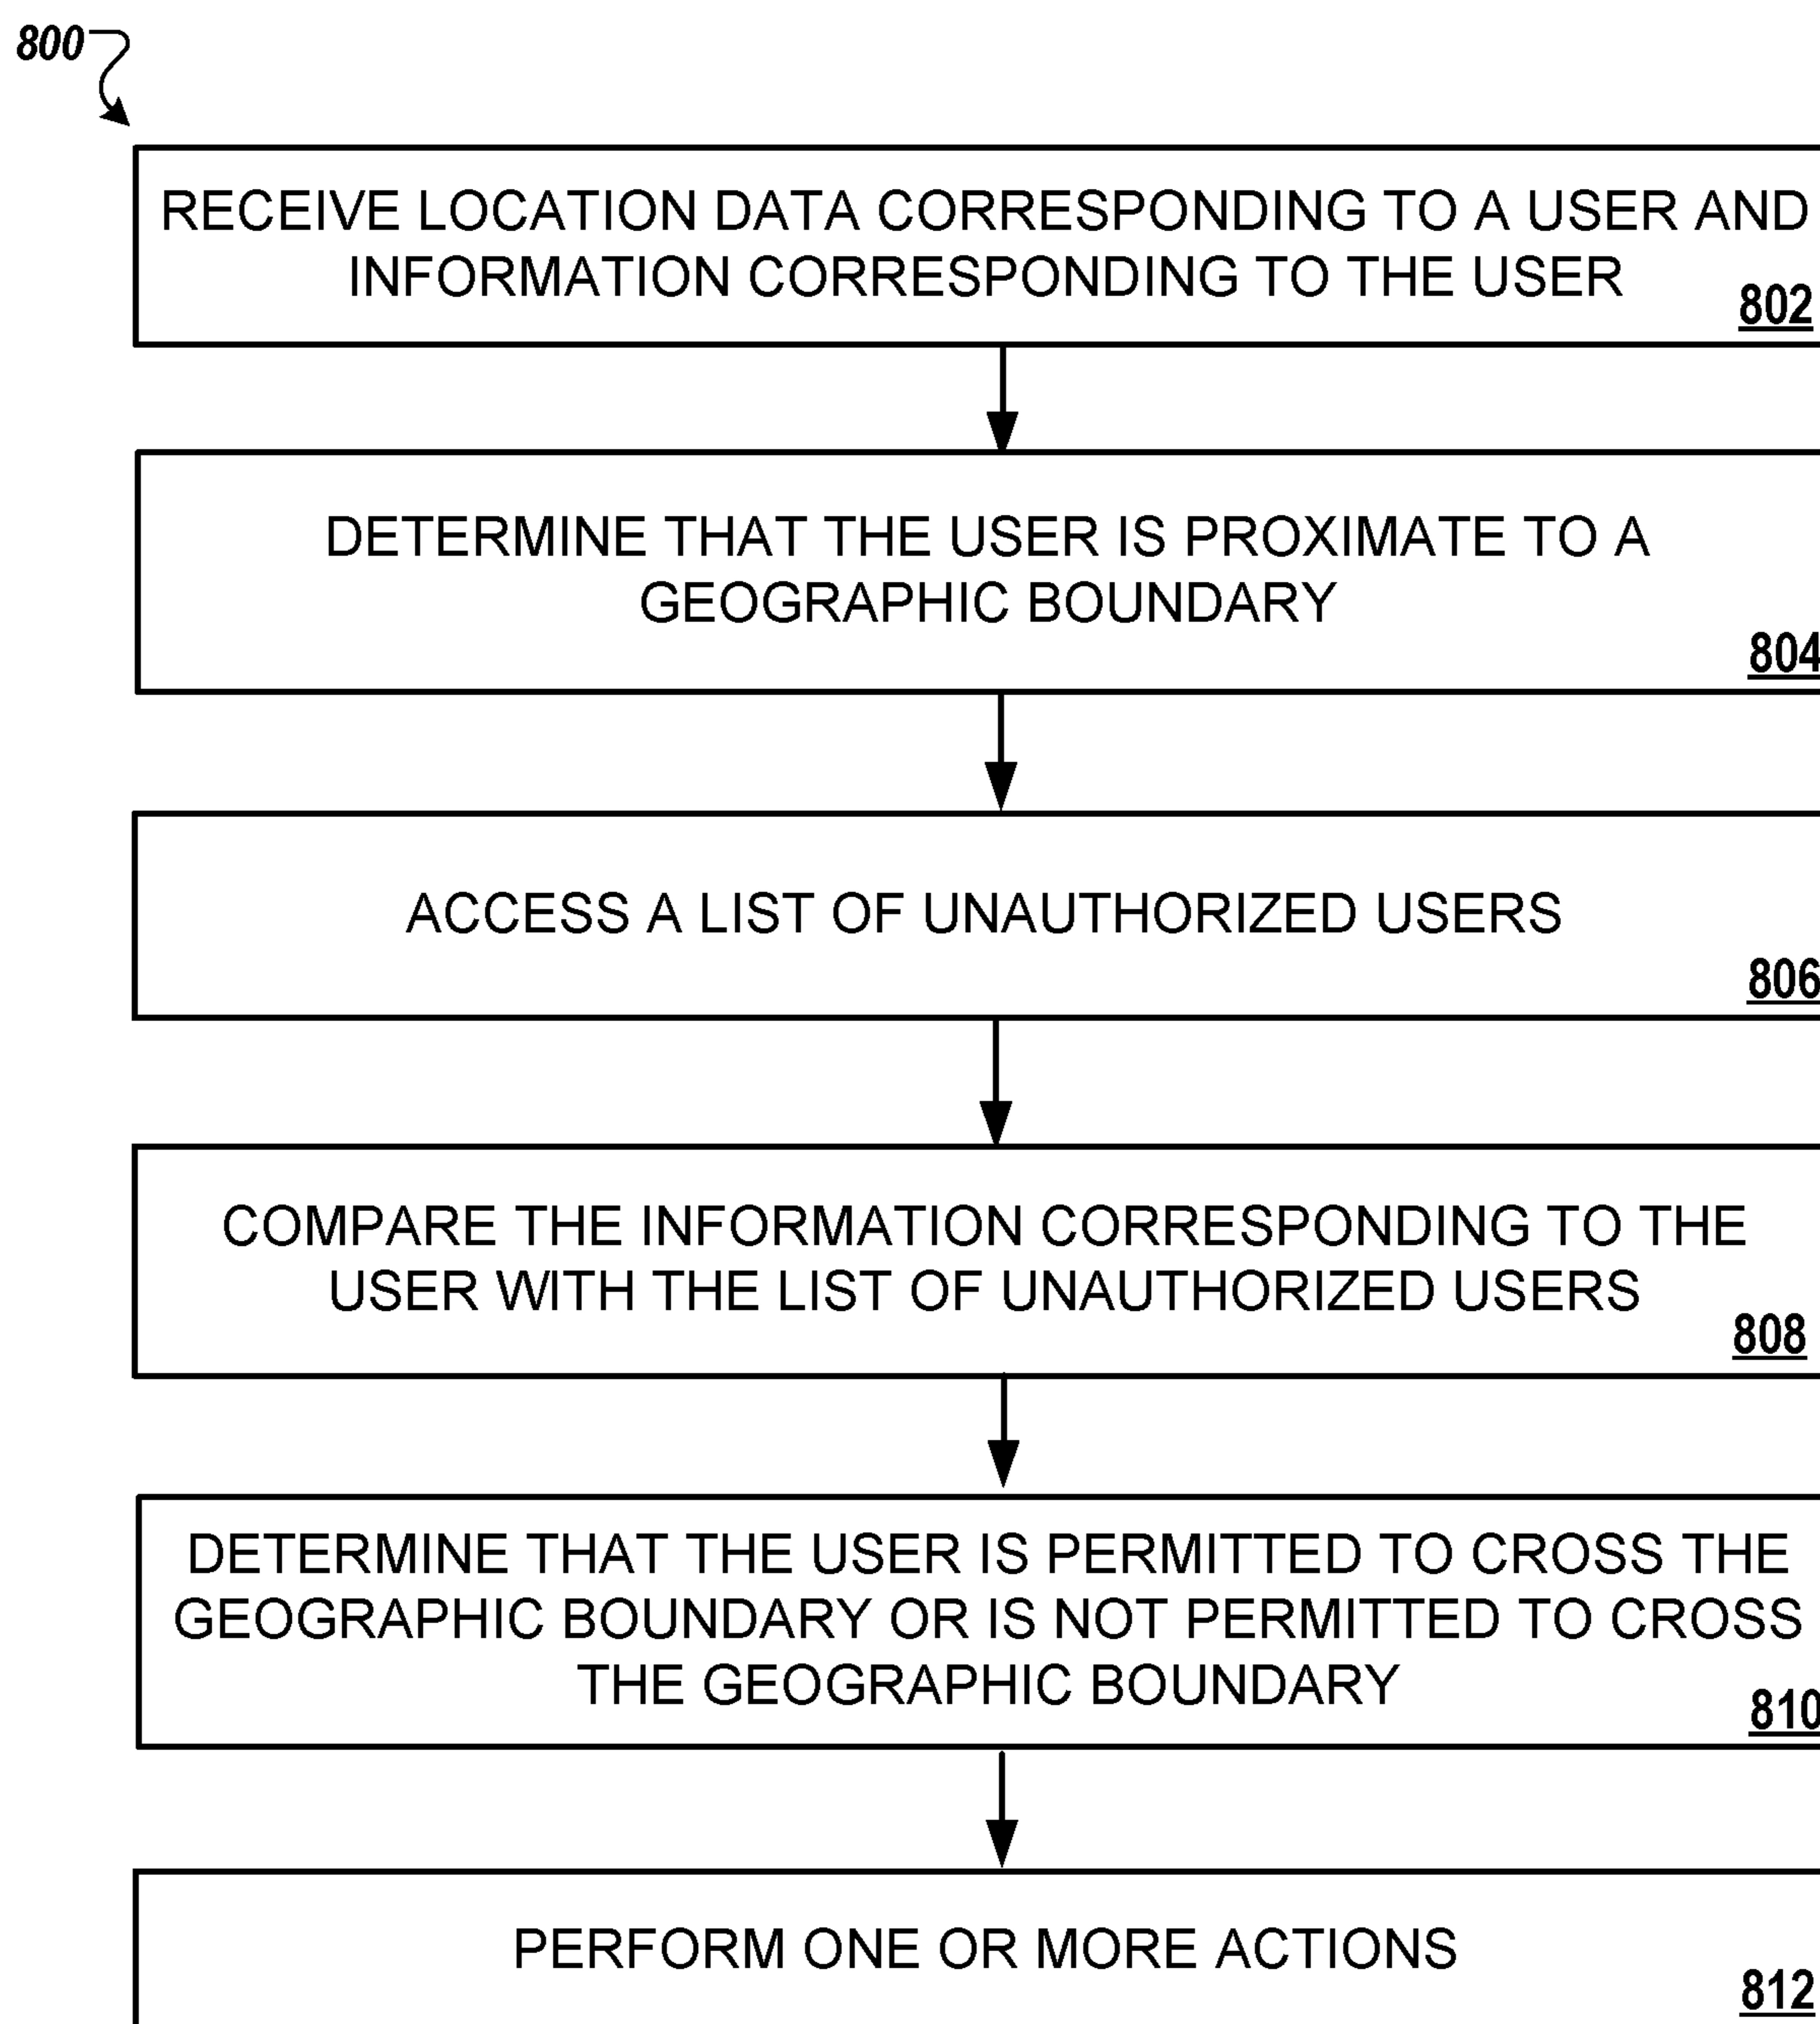 800
RECEIVE LOCATION DATA CORRESPONDING TO A USER AND
INFORMATION CORRESPONDING TO THE USER
802
DETERMINE THAT THE USER IS PROXIMATE TO A
GEOGRAPHIC BOUNDARY
804
ACCESS A LIST OF UNAUTHORIZED USERS
806
COMPARE THE INFORMATION CORRESPONDING TO THE
USER WITH THE LIST OF UNAUTHORIZED USERS
808
DETERMINE THAT THE USER IS PERMITTED TO CROSS THE
GEOGRAPHIC BOUNDARY OR IS NOT PERMITTED TO CROSS
THE GEOGRAPHIC BOUNDARY
810
PERFORM ONE OR MORE ACTIONS
812